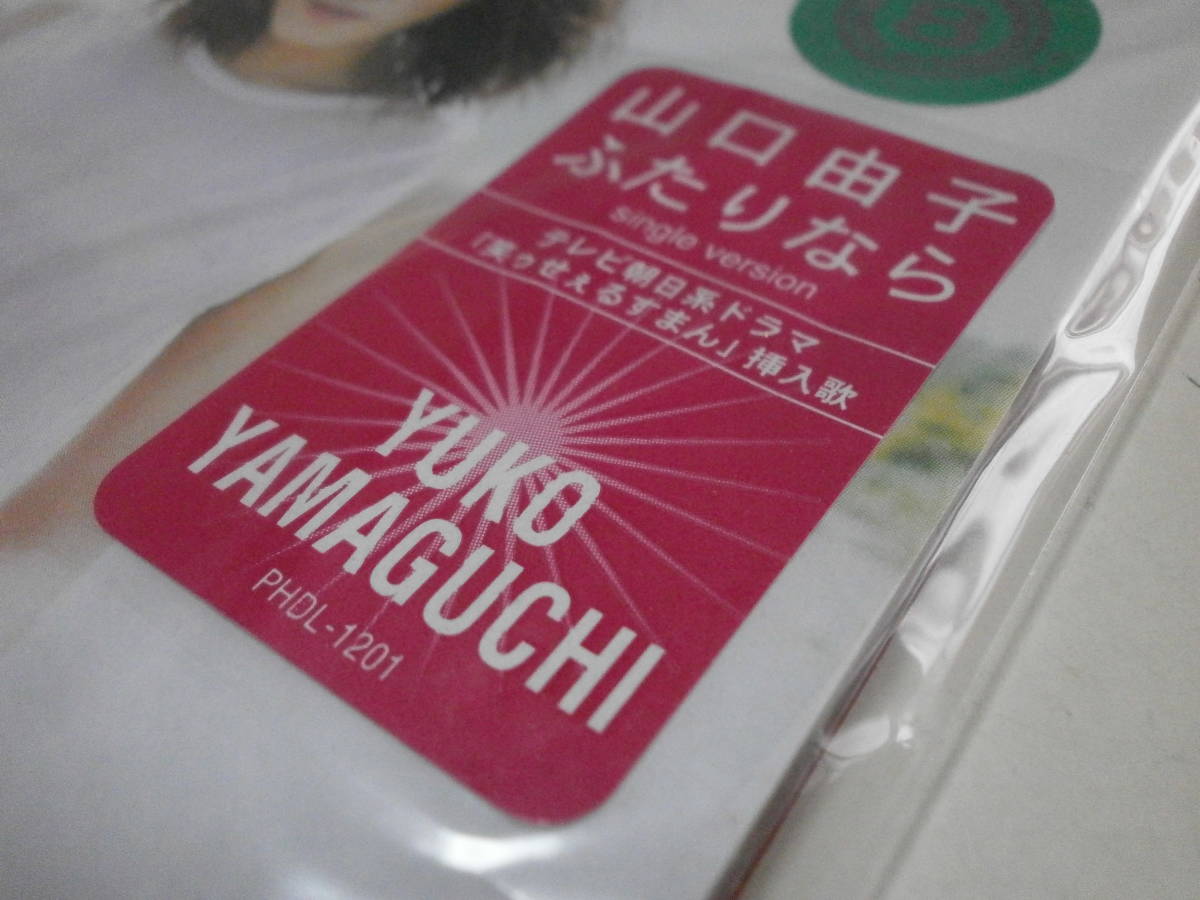 山口由子
ふたりなら
single version
テレビ朝日系ドラマ
「笑ゥせぇるすまん」挿入歌
YUKO
YAMAGUCHI
PHDL-1201